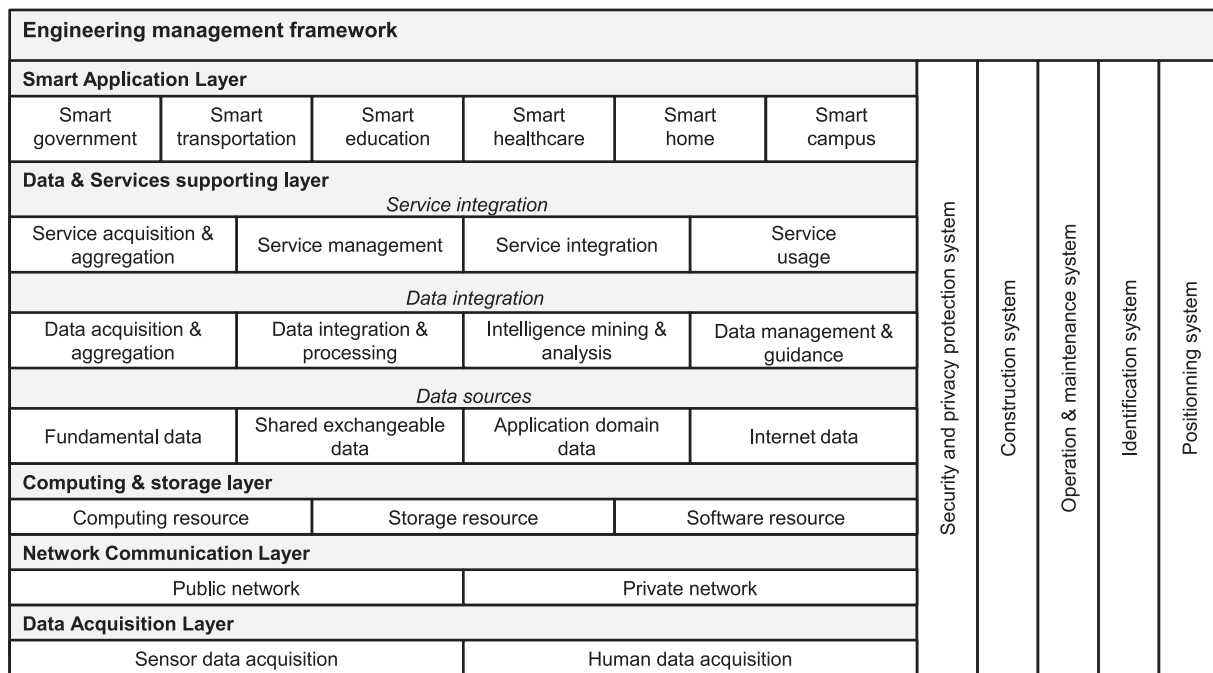 Engineering management framework
Smart Application Layer
Smart
government
Smart
transportation
Smart
education
Smart
healthcare
Smart
home
Smart
campus
Data & Services supporting layer
Service integration
Service acquisition &
aggregation
Service management
Service integration
Service
usage
Data integration
Data acquisition &
aggregation
Data integration &
processing
Intelligence mining &
analysis
Data management &
guidance
Data sources
Fundamental data
Shared exchangeable
data
Application domain
data
Internet data
Computing & storage layer
Computing resource
Storage resource
Software resource
Network Communication Layer
Public network
Private network
Data Acquisition Layer
Sensor data acquisition
Human data acquisition
Security and privacy protection system
Construction system
Operation & maintenance system
Identification system
Positionning system